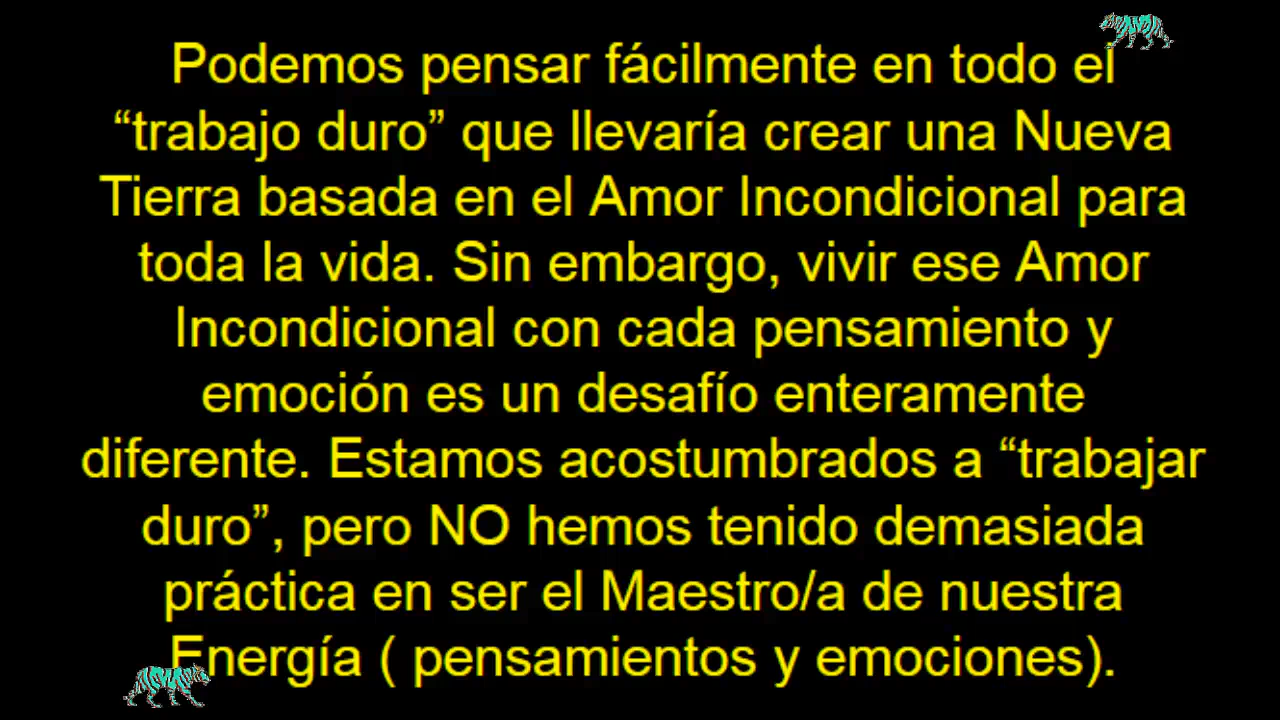 Podemos pensar fácilmente en todo el
“trabajo duro” que llevaría crear una Nueva
Tierra basada en el Amor Incondicional para
toda la vida. Sin embargo, vivir ese Amor
Incondicional con cada pensamiento y
emoción es un desafío enteramente
diferente. Estamos acostumbrados a “trabajar
duro”, pero NO hemos tenido demasiada
práctica en ser el Maestro/a de nuestra
Energía ( pensamientos y emociones).